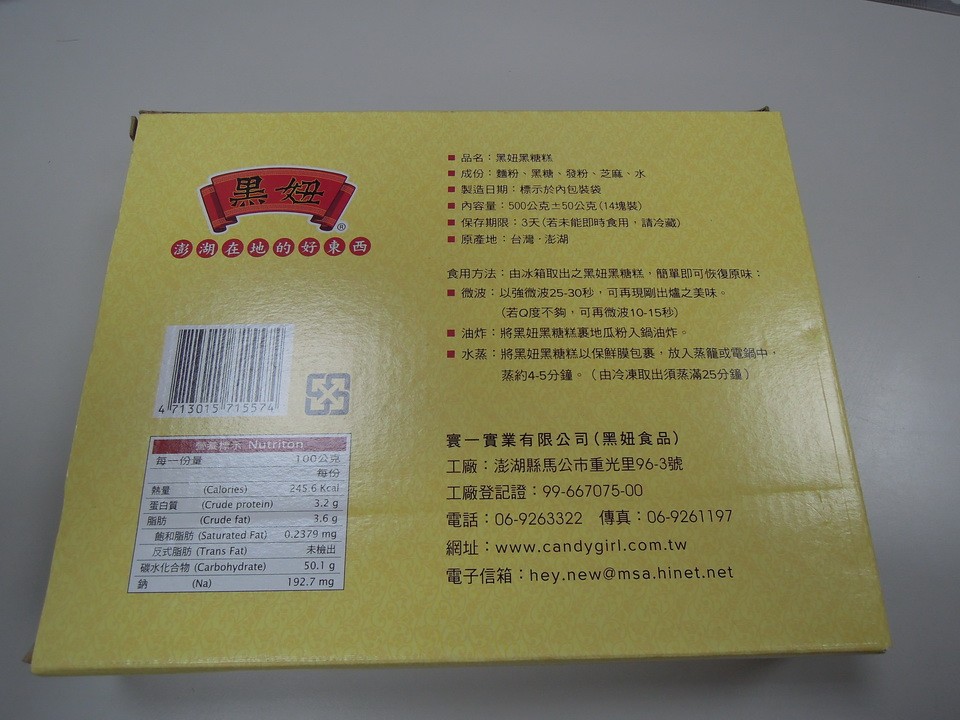 黑妞
®
澎湖在地的好東西
4 713015 715574
營養標示 Nutrition
每一份量 100公克
每份
熱量 (Calories) 245.6 Kcal
蛋白質 (Crude protein) 3.2 g
脂肪 (Crude fat) 3.6 g
飽和脂肪 (Saturated Fat) 0.2379 mg
反式脂肪 (Trans Fat) 未檢出
碳水化合物 (Carbohydrate) 50.1 g
鈉 (Na) 192.7 mg
品名：黑妞黑糖糕
成份：麵粉、黑糖、發粉、芝麻、水
製造日期：標示於內包裝袋
內容量：500公克±50公克(14塊裝)
保存期限：3天(若未能即時食用，請冷藏)
原產地：台灣‧澎湖
食用方法：由冰箱取出之黑妞黑糖糕，簡單即可恢復原味：
微波：以強微波25-30秒，可再現剛出爐之美味。
（若Q度不夠，可再微波10-15秒）
油炸：將黑妞黑糖糕裹地瓜粉入鍋油炸。
水蒸：將黑妞黑糖糕以保鮮膜包裹，放入蒸籠或電鍋中，
蒸約4-5分鐘。（由冷凍取出須蒸滿25分鐘）
寰一實業有限公司(黑妞食品)
工廠：澎湖縣馬公市重光里96-3號
工廠登記證：99-667075-00
電話：06-9263322 傳真：06-9261197
網址：www.candygirl.com.tw
電子信箱：hey.new@msa.hinet.net